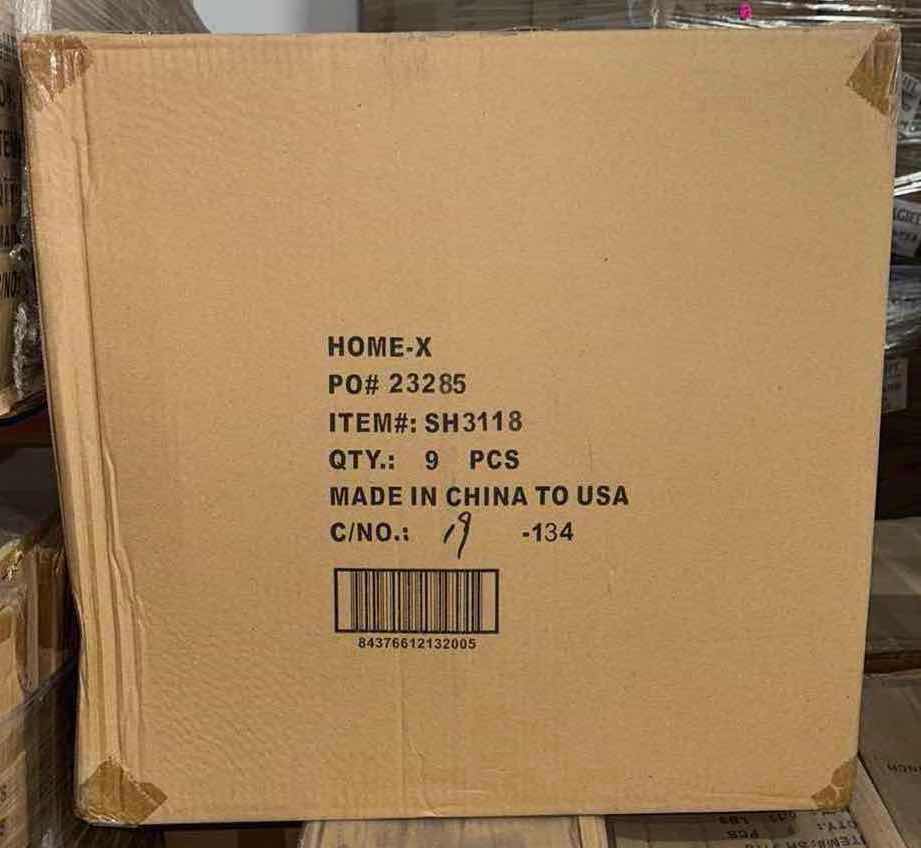 HOME-X
PO# 23285
ITEM#: SH3118
QTY.: 9 PCS
MADE IN CHINA TO USA
C/NO.: 19 -134
84376612132005